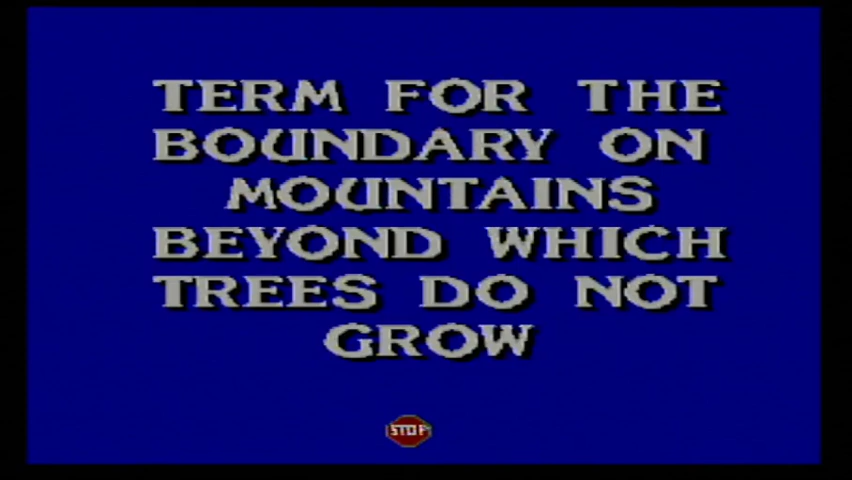 TERM FOR THE
BOUNDARY ON
MOUNTAINS
BEYOND WHICH
TREES DO NOT
GROW
STOP